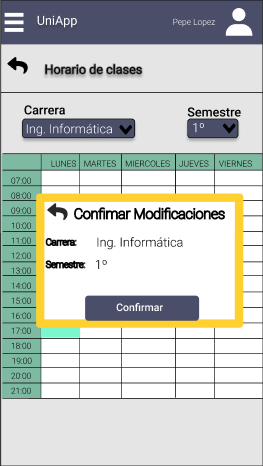 UniApp
Pepe Lopez
Horario de clases
Carrera
Semestre
Ing. Informática
1º
LUNES MARTES MIERCOLES JUEVES VIERNES
07:00
08:00
09:00
10:00
11:00
12:00
13:00
14:00
15:00
16:00
17:00
18:00
19:00
20:00
21:00
Confirmar Modificaciones
Carrera: Ing. Informática
Semestre: 1º
Confirmar